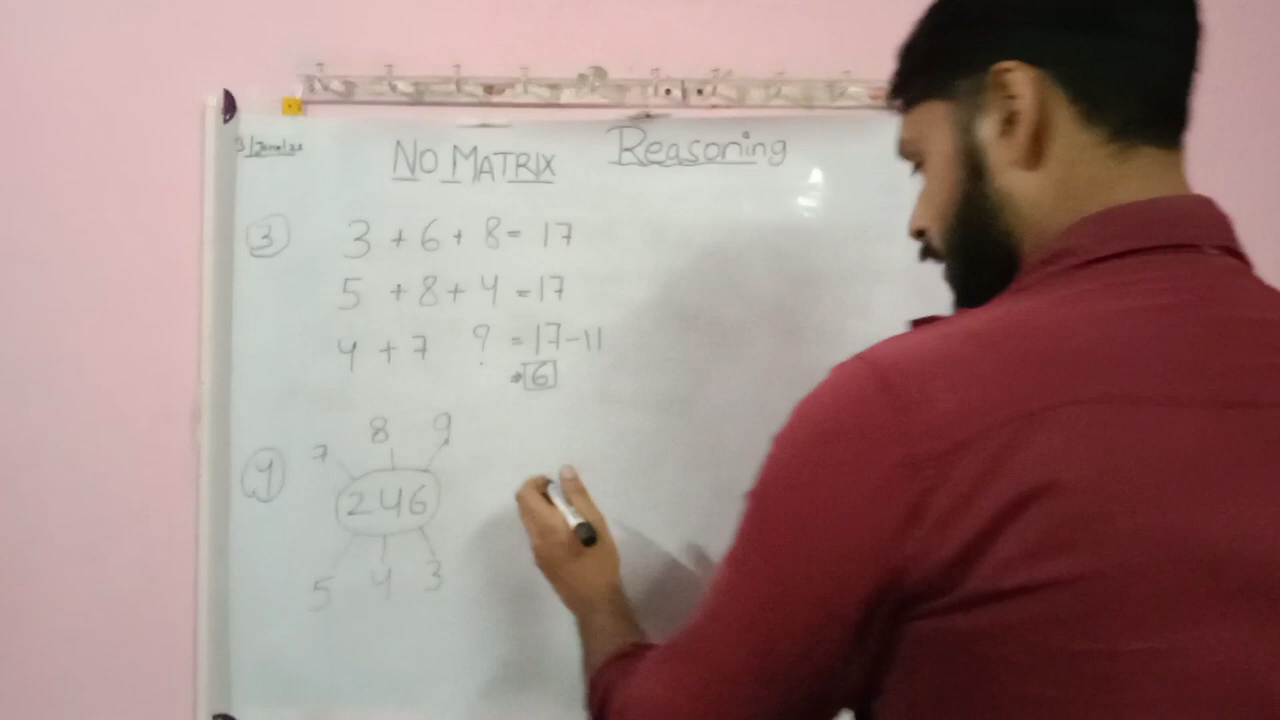 NO MATRIX Reasoning
3 3 + 6 + 8 = 17
5 + 8 + 4 = 17
4 + 7 ? = 17-11
⇒ 6
8 9
7
4 246
5 4 3